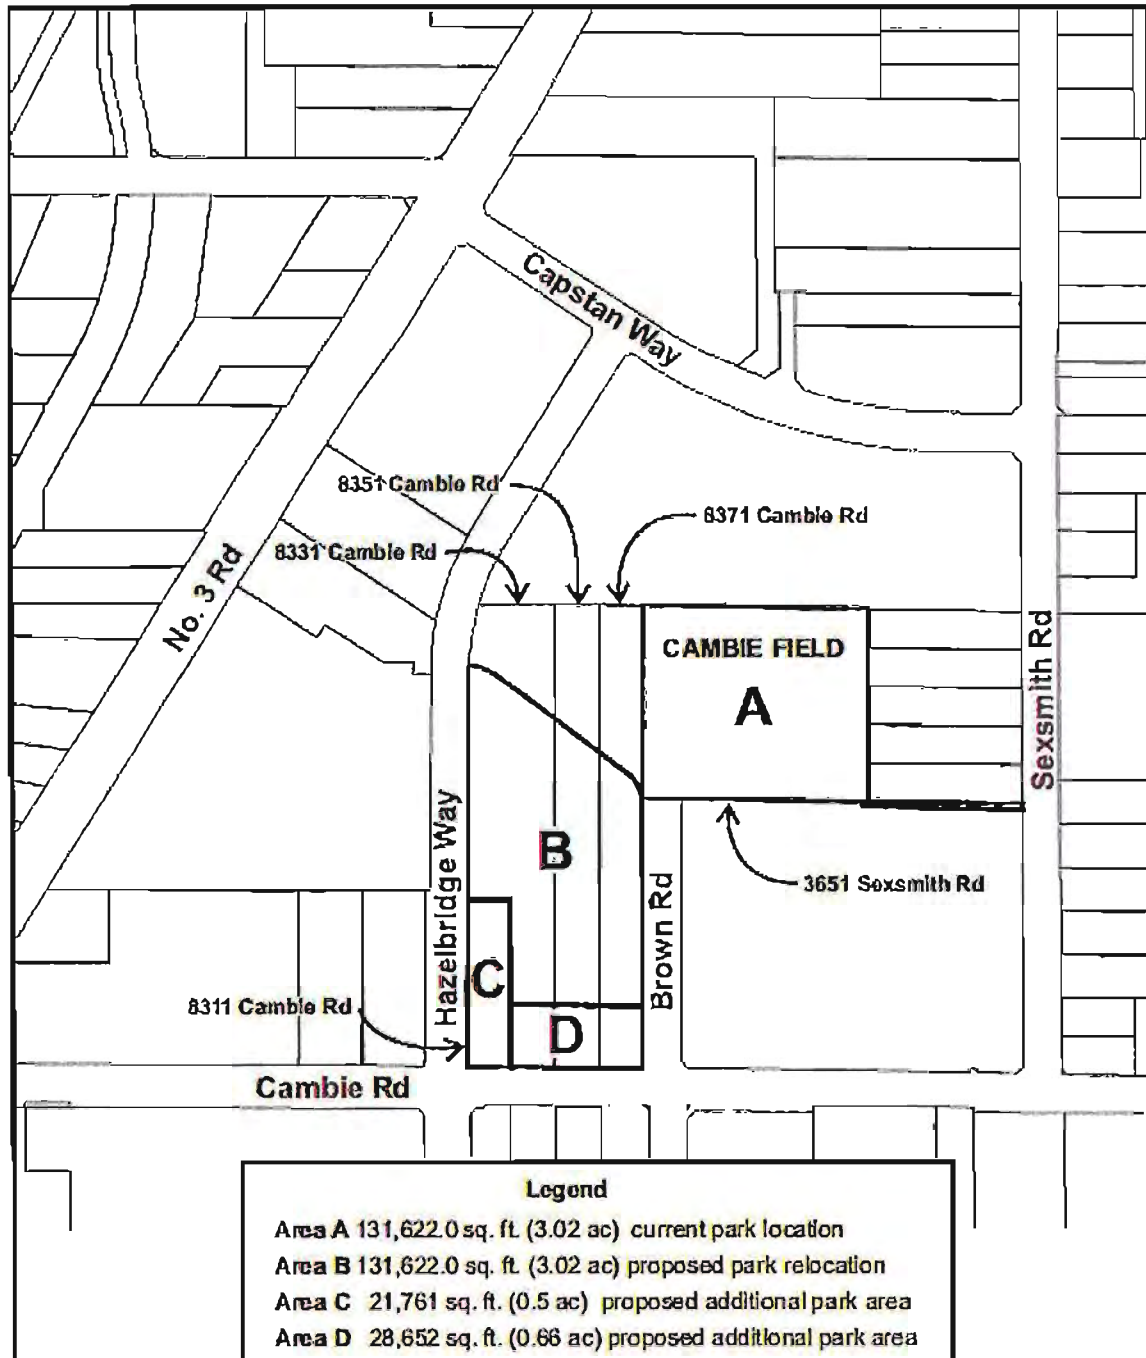 Capstan Way
8351 Cambie Rd
8371 Cambie Rd
8331 Cambie Rd
No. 3 Rd
CAMBIE FIELD
A
Sexsmith Rd
Hazelbridge Way
B
3651 Sexsmith Rd
Brown Rd
C
8311 Cambie Rd
D
Cambie Rd
Legend
Area A 131,622.0 sq. ft. (3.02 ac) current park location
Area B 131,622.0 sq. ft. (3.02 ac) proposed park relocation
Area C 21,761 sq. ft. (0.5 ac) proposed additional park area
Area D 28,652 sq. ft. (0.66 ac) proposed additional park area